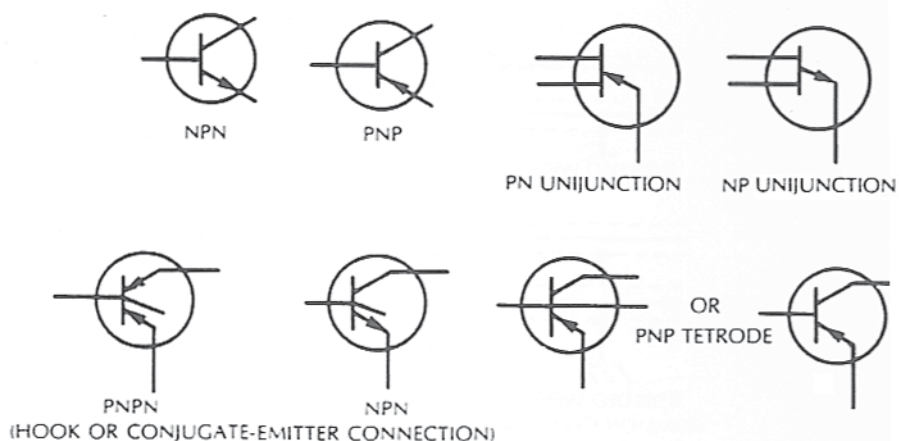 NPN
PNP
PN UNIJUNCTION
NP UNIJUNCTION
OR
PNP TETRODE
PNPN
NPN
(HOOK OR CONJUGATE-EMITTER CONNECTION)